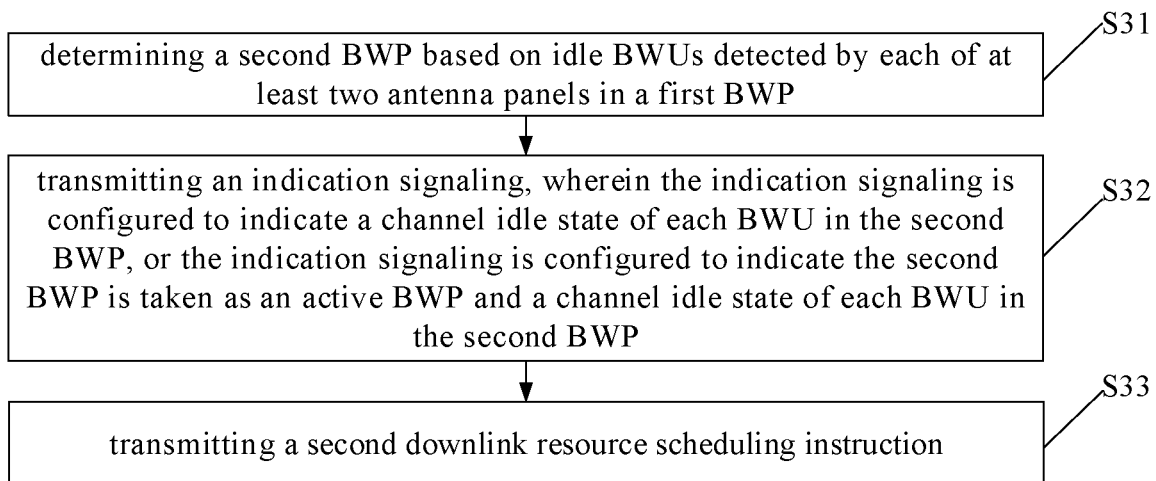 S31
determining a second BWP based on idle BWUs detected by each of at
least two antenna panels in a first BWP
S32
transmitting an indication signaling, wherein the indication signaling is
configured to indicate a channel idle state of each BWU in the second
BWP, or the indication signaling is configured to indicate the second
BWP is taken as an active BWP and a channel idle state of each BWU in
the second BWP
S33
transmitting a second downlink resource scheduling instruction